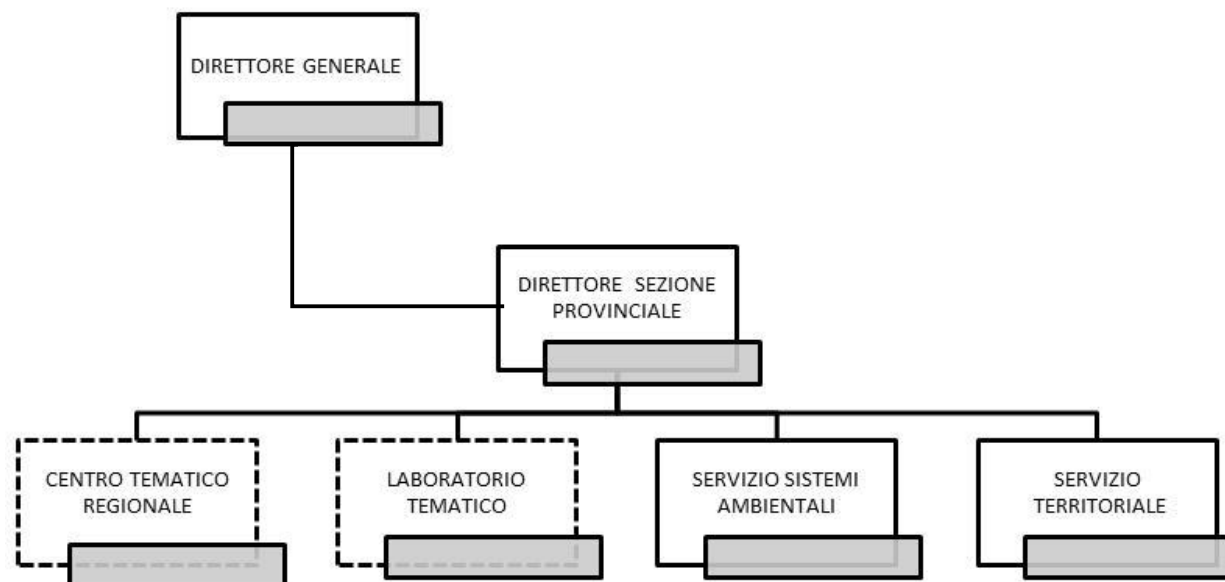 DIRETTORE GENERALE
DIRETTORE SEZIONE
PROVINCIALE
CENTRO TEMATICO
REGIONALE
LABORATORIO
TEMATICO
SERVIZIO SISTEMI
AMBIENTALI
SERVIZIO
TERRITORIALE